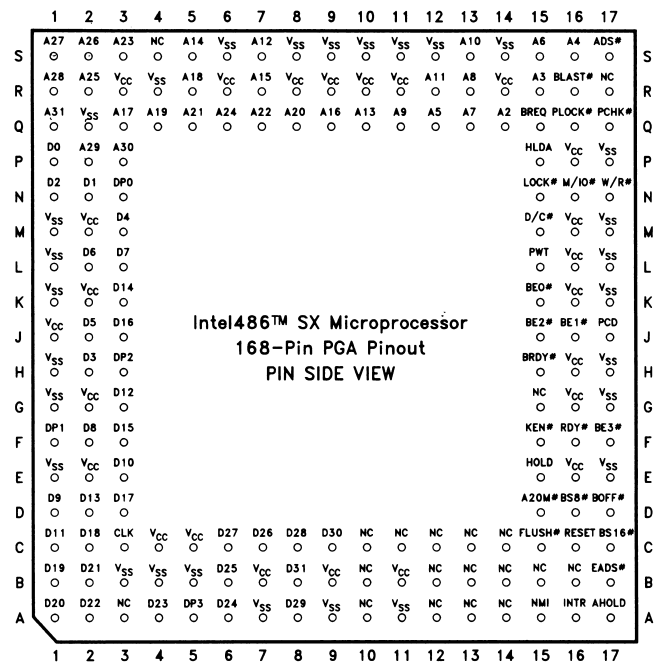 1 2 3 4 5 6 7 8 9 10 11 12 13 14 15 16 17
A27 A26 A23 NC A14 VSS A12 VSS VSS VSS VSS VSS A10 VSS A6 A4 ADS#
S S
A28 A25 VCC VSS A18 VCC A15 VCC VCC VCC VCC A11 A8 VCC A3 BLAST# NC
R R
A31 VSS A17 A19 A21 A24 A22 A20 A16 A13 A9 A5 A7 A2 BREQ PLOCK# PCHK#
Q Q
D0 A29 A30 HLDA VCC VSS
P P
D2 D1 DP0 LOCK# M/IO# W/R#
N N
VSS VCC D4 D/C# VCC VSS
M M
VSS D6 D7 PWT VCC VSS
L L
VSS VCC D14 BE0# VCC VSS
K K
VCC D5 D16 Intel486™ SX Microprocessor BE2# BE1# PCD
J J
168-Pin PGA Pinout
VSS D3 DP2 BRDY# VCC VSS
H PIN SIDE VIEW H
VSS VCC D12 NC VCC VSS
G G
DP1 D8 D15 KEN# RDY# BE3#
F F
VSS VCC D10 HOLD VCC VSS
E E
D9 D13 D17 A20M# BS8# BOFF#
D D
D11 D18 CLK VCC VCC D27 D26 D28 D30 NC NC NC NC NC FLUSH# RESET BS16#
C C
D19 D21 VSS VSS VSS D25 VCC D31 VCC NC VCC NC NC NC NC NC EADS#
B B
D20 D22 NC D23 DP3 D24 VSS D29 VSS NC VSS NC NC NC NMI INTR AHOLD
A A
1 2 3 4 5 6 7 8 9 10 11 12 13 14 15 16 17